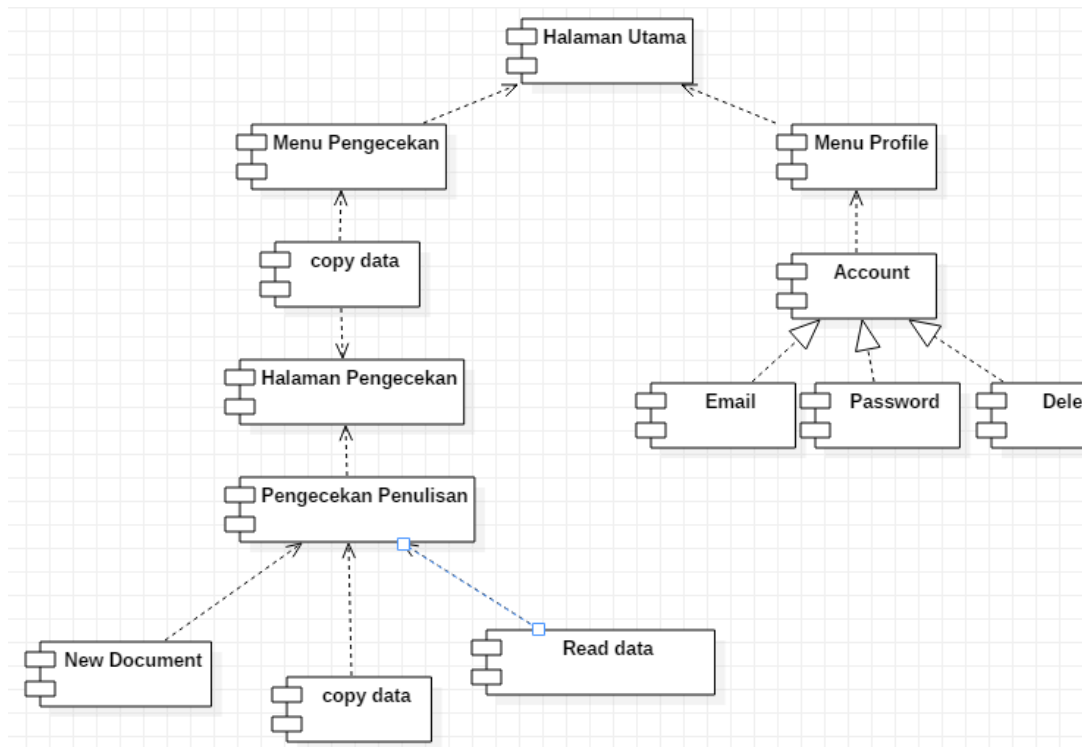 Halaman Utama
Menu Pengecekan
Menu Profile
copy data
Account
Halaman Pengecekan
Email
Password
Dele
Pengecekan Penulisan
New Document
copy data
Read data